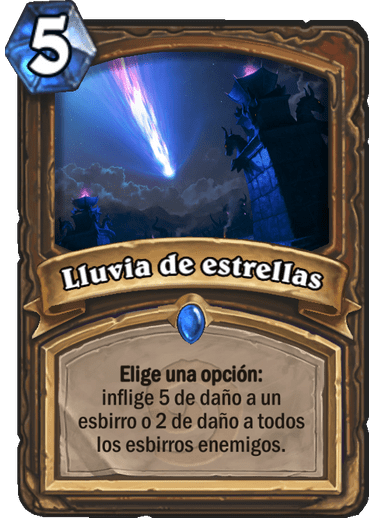 5
Lluvia de estrellas
Elige una opción:
inflige 5 de daño a un
esbirro o 2 de daño a todos
los esbirros enemigos.